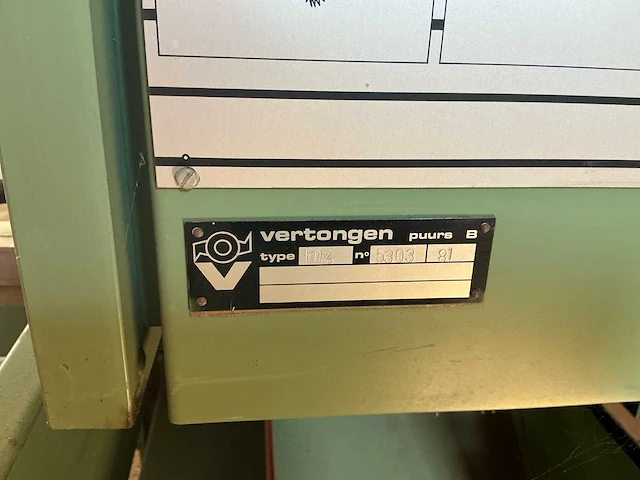 vertongen puurs B
type n° 5303 81